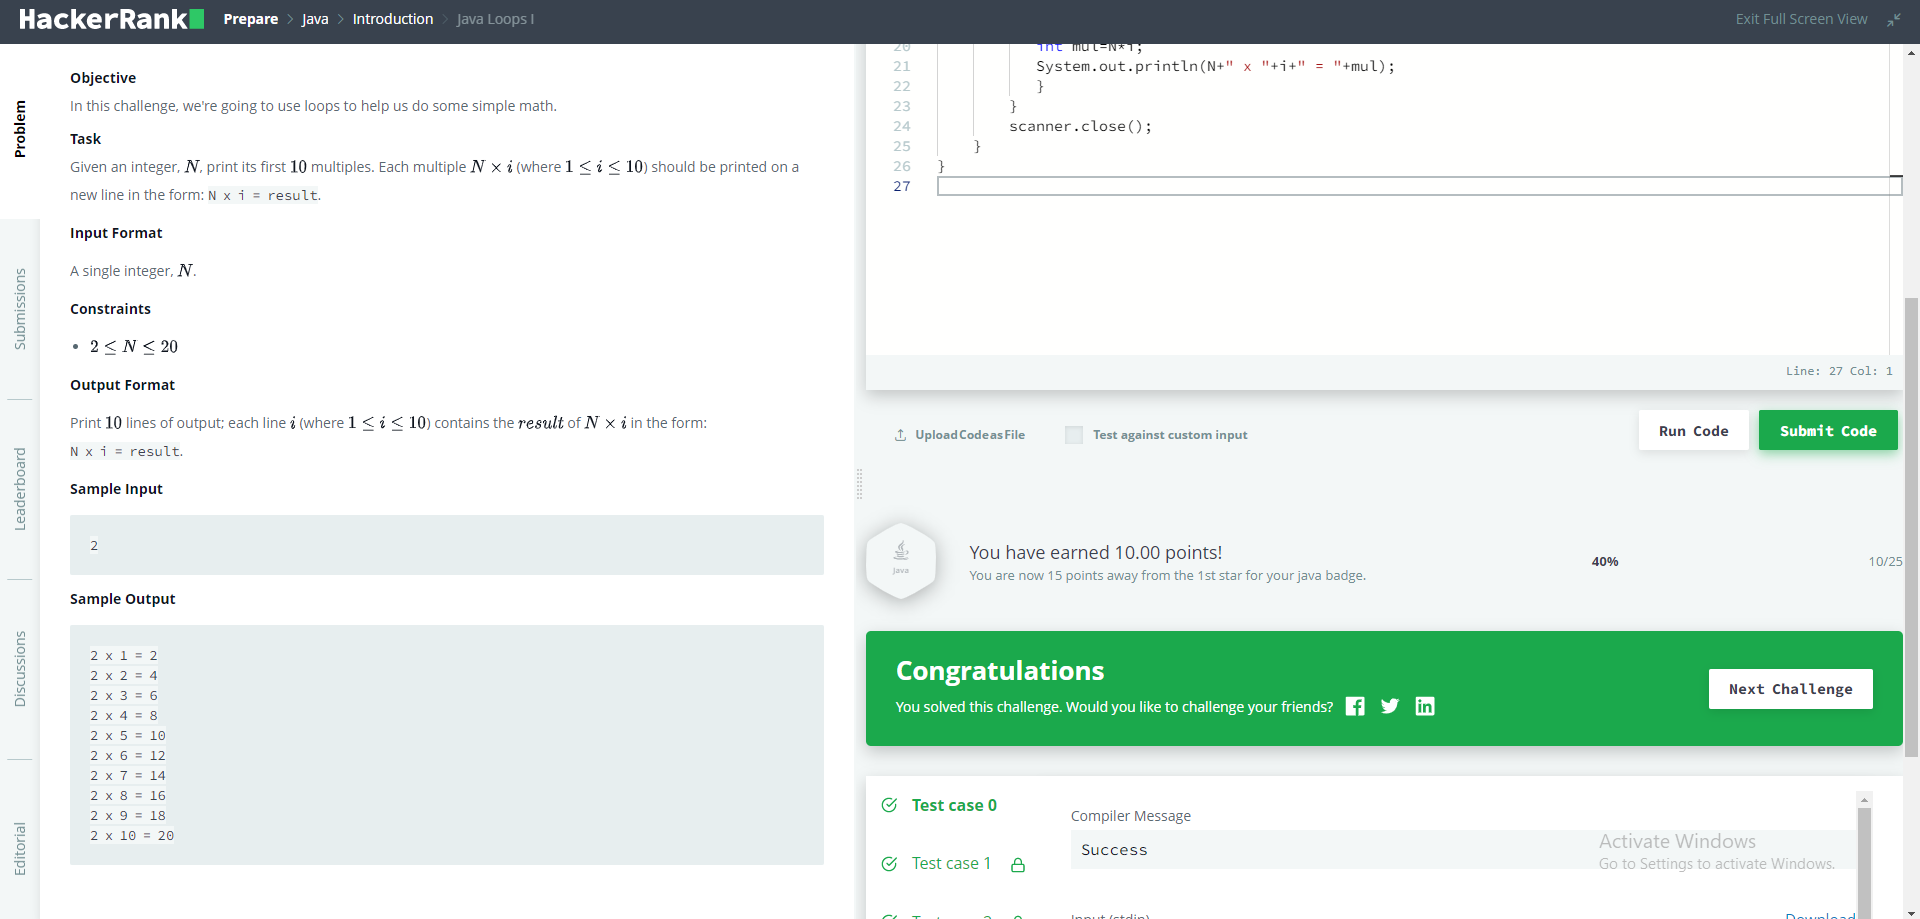 HackerRank
Prepare > Java > Introduction > Java Loops I
Exit Full Screen View
Problem
Submissions
Leaderboard
Discussions
Editorial
Objective
In this challenge, we're going to use loops to help us do some simple math.
Task
Given an integer, N, print its first 10 multiples. Each multiple N × i (where 1 ≤ i ≤ 10) should be printed on a
new line in the form: N x i = result.
Input Format
A single integer, N.
Constraints
• 2 ≤ N ≤ 20
Output Format
Print 10 lines of output; each line i (where 1 ≤ i ≤ 10) contains the result of N × i in the form:
N x i = result.
Sample Input
2
Sample Output
2 x 1 = 2
2 x 2 = 4
2 x 3 = 6
2 x 4 = 8
2 x 5 = 10
2 x 6 = 12
2 x 7 = 14
2 x 8 = 16
2 x 9 = 18
2 x 10 = 20
20 int mul=N*i;
21 System.out.println(N+" x "+i+" = "+mul);
22 }
23 }
24 scanner.close();
25 }
26 }
27
Line: 27 Col: 1
Upload Code as File
Test against custom input
Run Code
Submit Code
Java
You have earned 10.00 points!
You are now 15 points away from the 1st star for your java badge.
40%
10/25
Congratulations
You solved this challenge. Would you like to challenge your friends?
Next Challenge
Test case 0
Test case 1
Compiler Message
Success
Input (stdin)
Download
Activate Windows
Go to Settings to activate Windows.